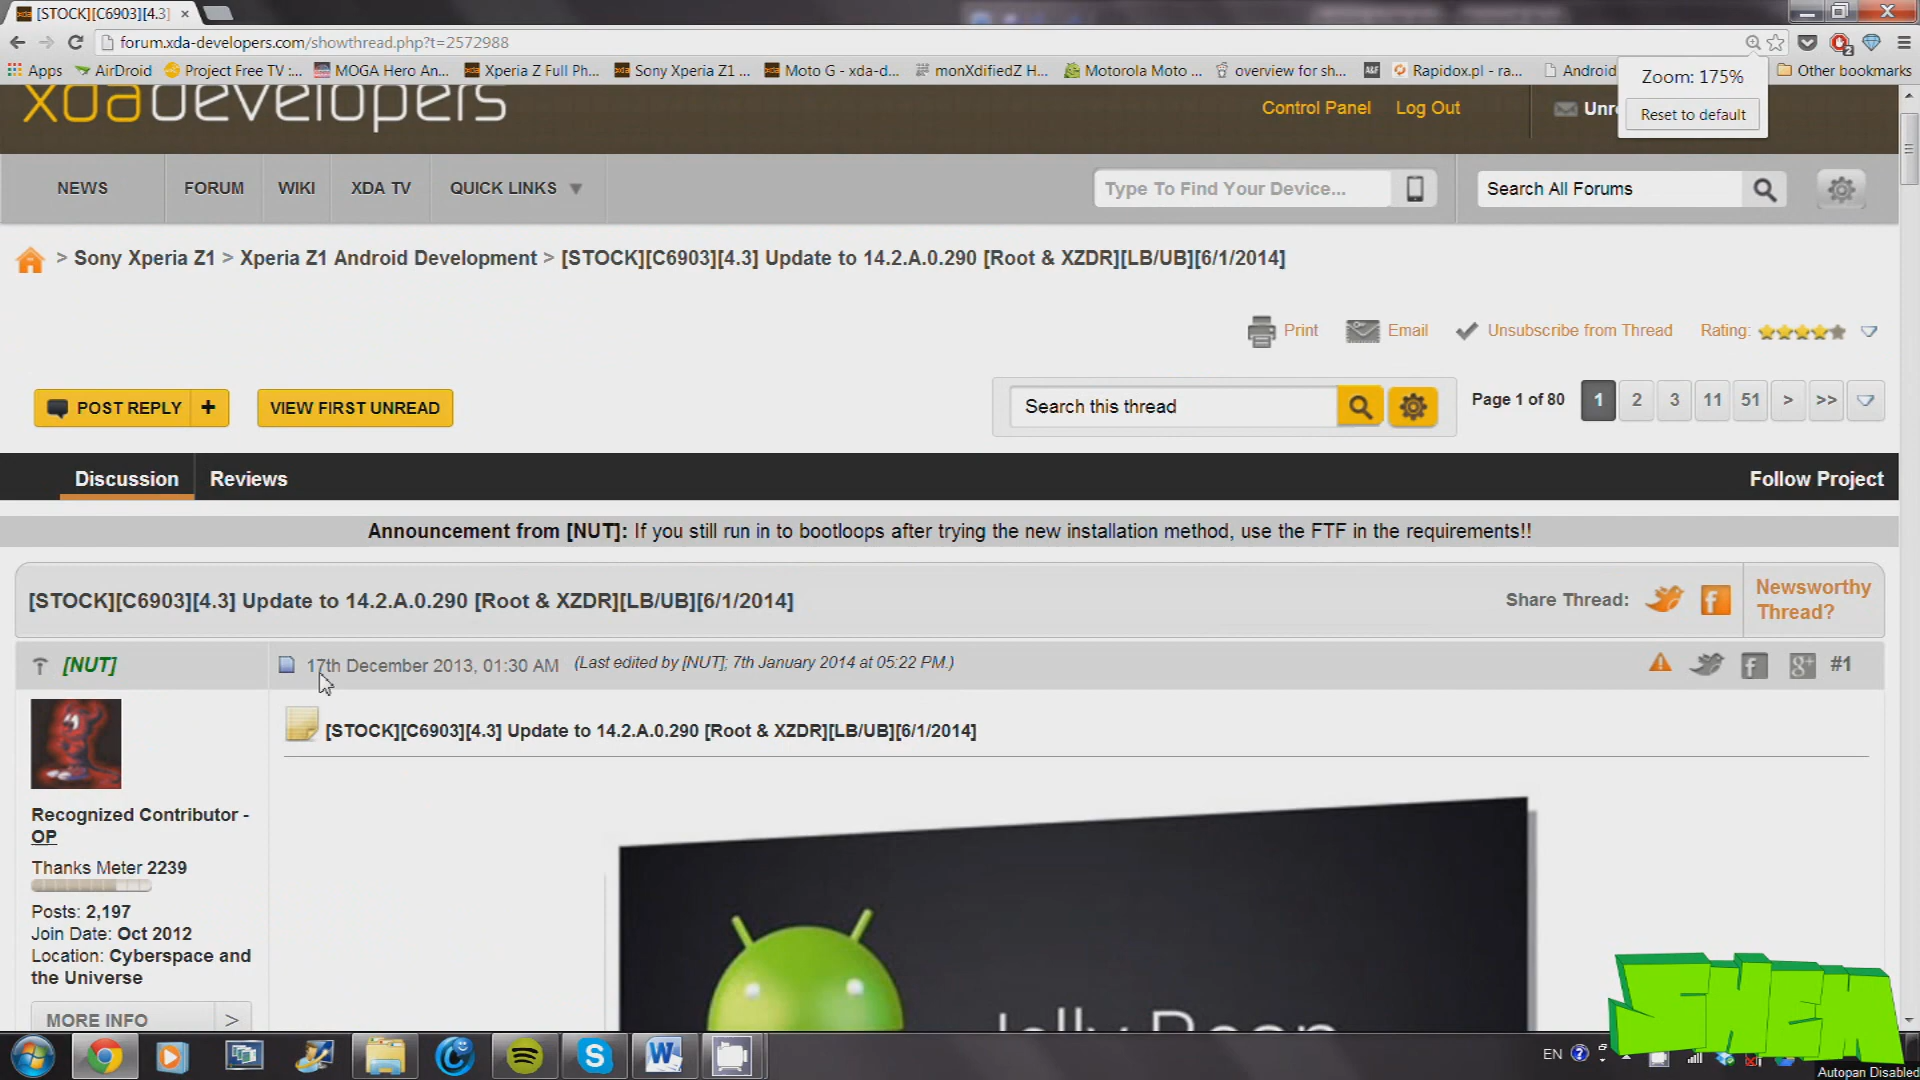 [STOCK][C6903][4.3]
forum.xda-developers.com/showthread.php?t=2572988
Apps AirDroid Project Free TV :... MOGA Hero An... Xperia Z Full Ph... Sony Xperia Z1 ... Moto G - xda-d... monXdifiedZ H... Motorola Moto ... overview for sh... A&F Rapidox.pl - ra... Android Other bookmarks
Zoom: 175%
Reset to default
xdadevelopers
Control Panel Log Out Unre
NEWS FORUM WIKI XDA TV QUICK LINKS Type To Find Your Device... Search All Forums
> Sony Xperia Z1 > Xperia Z1 Android Development > [STOCK][C6903][4.3] Update to 14.2.A.0.290 [Root & XZDR][LB/UB][6/1/2014]
Print Email Unsubscribe from Thread Rating:
POST REPLY + VIEW FIRST UNREAD Search this thread Page 1 of 80 1 2 3 11 51 > >>
Discussion Reviews Follow Project
Announcement from [NUT]: If you still run in to bootloops after trying the new installation method, use the FTF in the requirements!!
[STOCK][C6903][4.3] Update to 14.2.A.0.290 [Root & XZDR][LB/UB][6/1/2014] Share Thread: Newsworthy
Thread?
[NUT] 17th December 2013, 01:30 AM (Last edited by [NUT]; 7th January 2014 at 05:22 PM.) #1
[STOCK][C6903][4.3] Update to 14.2.A.0.290 [Root & XZDR][LB/UB][6/1/2014]
Recognized Contributor -
OP
Thanks Meter 2239
Posts: 2,197
Join Date: Oct 2012
Location: Cyberspace and
the Universe
MORE INFO >
Jelly Bean
EN
Autopan Disabled